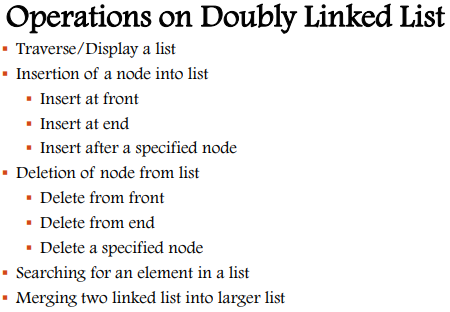 Operations on Doubly Linked List
▪ Traverse/Display a list
▪ Insertion of a node into list
▪ Insert at front
▪ Insert at end
▪ Insert after a specified node
▪ Deletion of node from list
▪ Delete from front
▪ Delete from end
▪ Delete a specified node
▪ Searching for an element in a list
▪ Merging two linked list into larger list